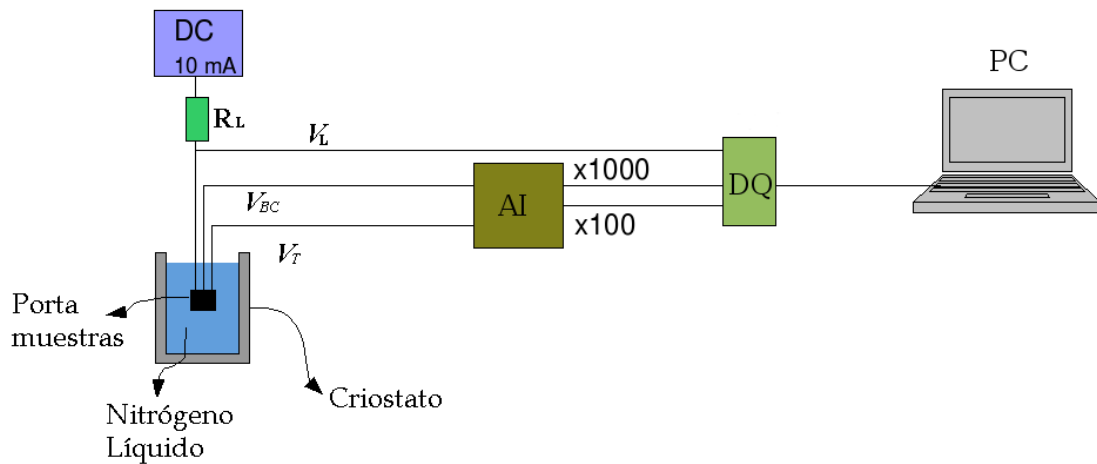 DC
10 mA
PC
RL
VL
x1000
DQ
AI
VBC
x100
VT
Porta
muestras
Criostato
Nitrógeno
Líquido